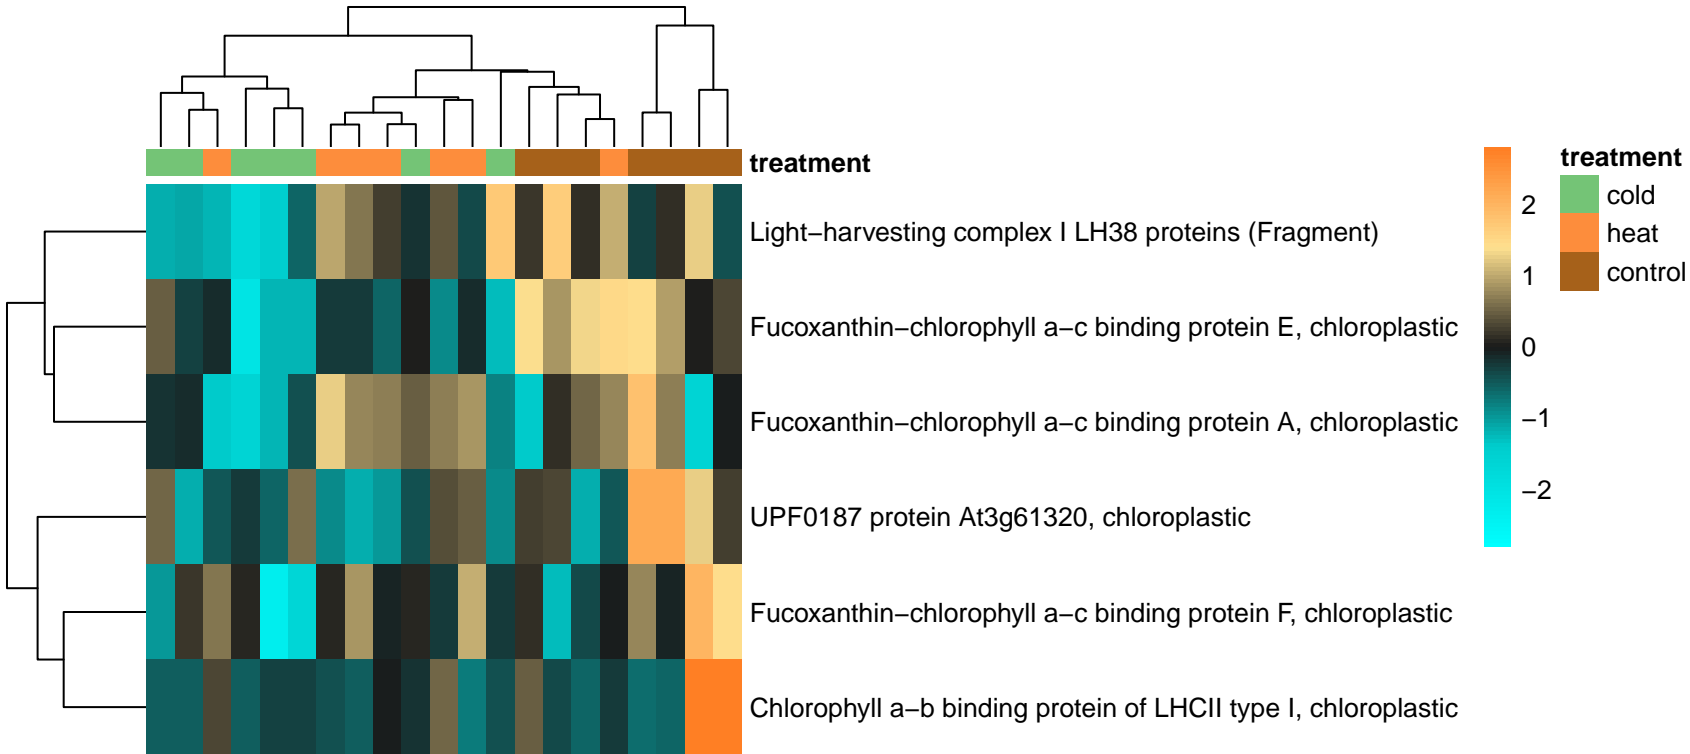 treatment
Light−harvesting complex I LH38 proteins (Fragment)
Fucoxanthin−chlorophyll a−c binding protein E, chloroplastic
Fucoxanthin−chlorophyll a−c binding protein A, chloroplastic
UPF0187 protein At3g61320, chloroplastic
Fucoxanthin−chlorophyll a−c binding protein F, chloroplastic
Chlorophyll a−b binding protein of LHCII type I, chloroplastic
2
1
0
−1
−2
treatment
cold
heat
control